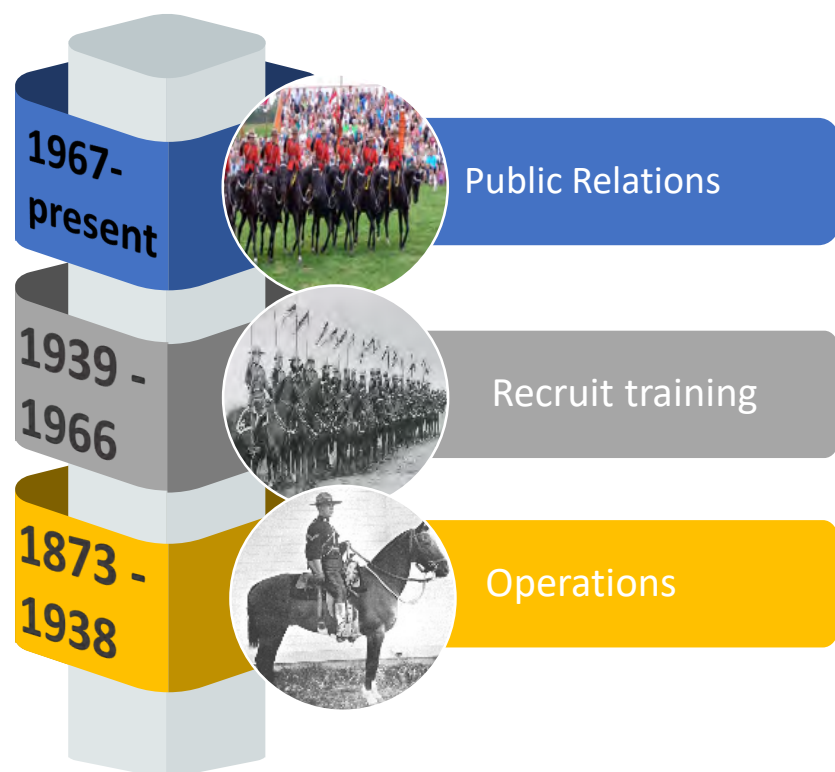 1967-
present
Public Relations
1939 -
1966
Recruit training
1873 -
1938
Operations